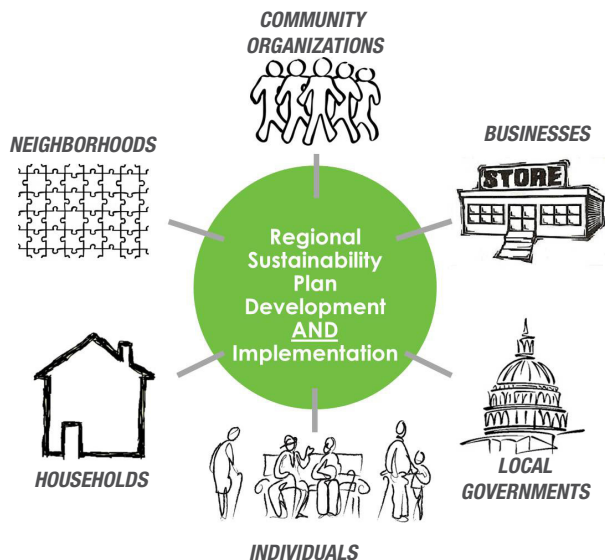 COMMUNITY
ORGANIZATIONS
NEIGHBORHOODS
BUSINESSES
STORE
Regional
Sustainability
Plan
Development
AND
Implementation
HOUSEHOLDS
LOCAL
GOVERNMENTS
INDIVIDUALS